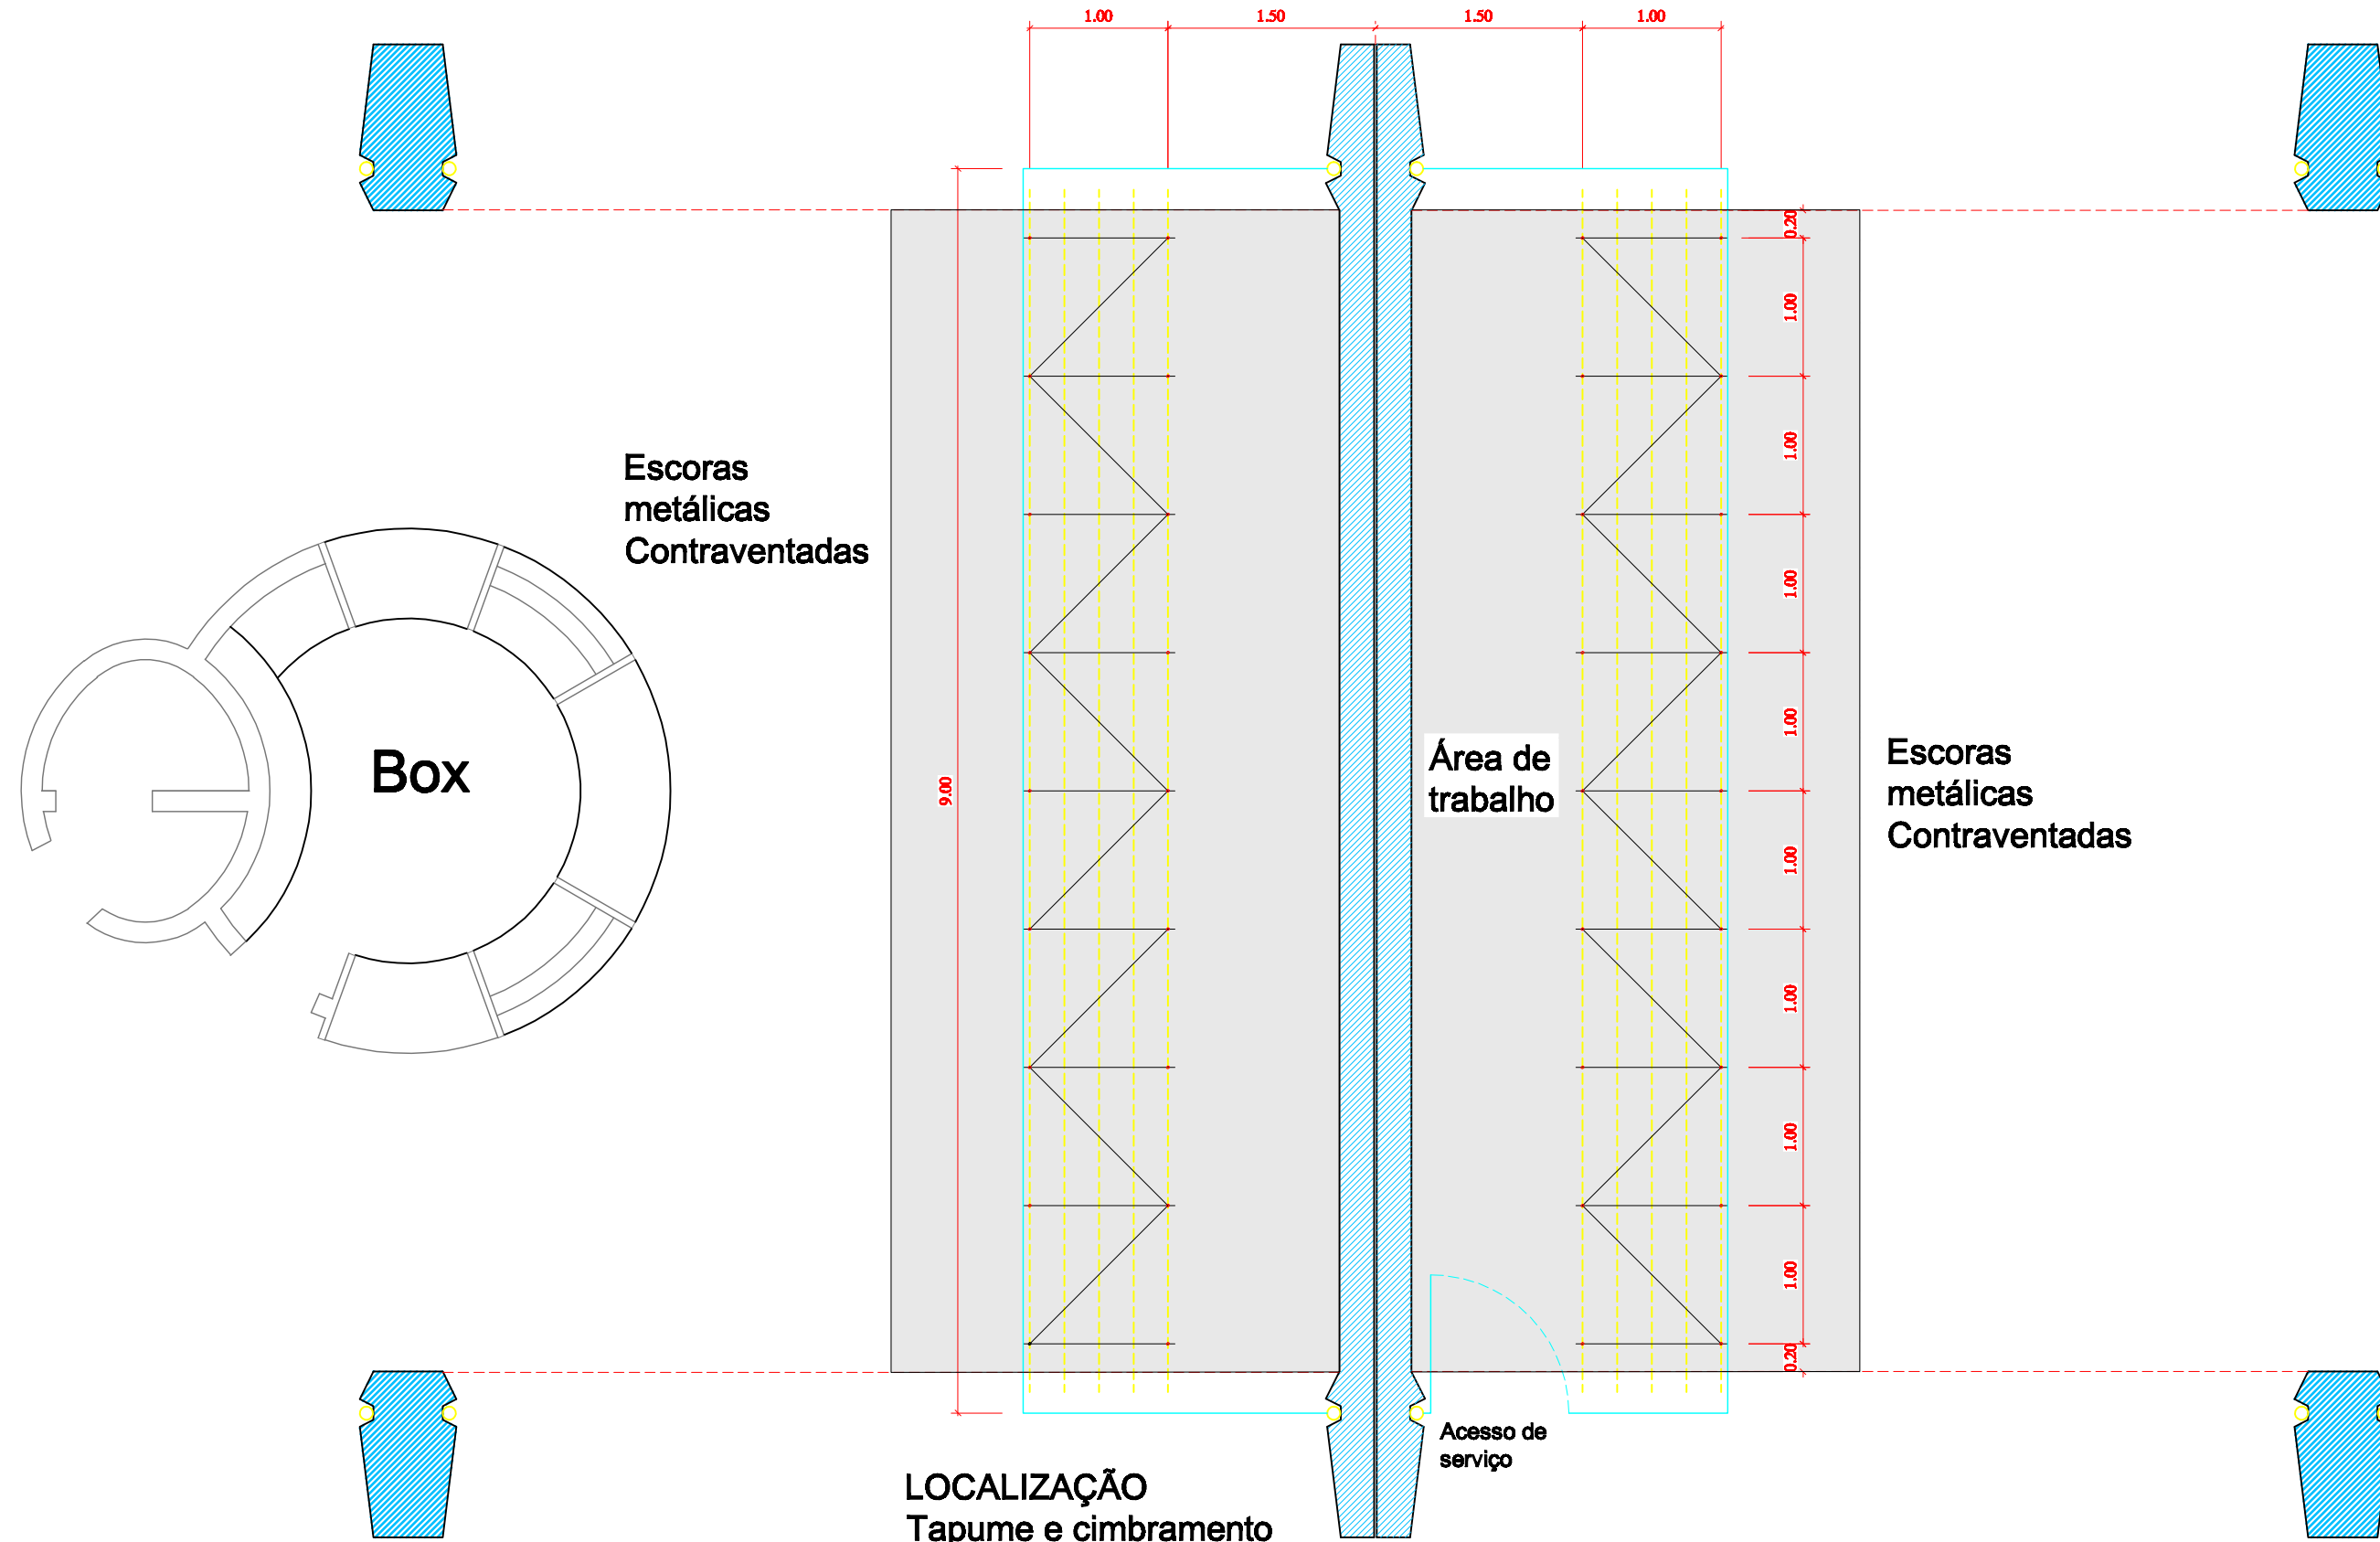 1.00
1.50
1.50
1.00
0.20
1.00
1.00
1.00
1.00
1.00
1.00
1.00
1.00
0.20
9.00
Escoras
metálicas
Contraventadas
Box
Área de
trabalho
Escoras
metálicas
Contraventadas
Acesso de
serviço
LOCALIZAÇÃO
Tapume e cimbramento